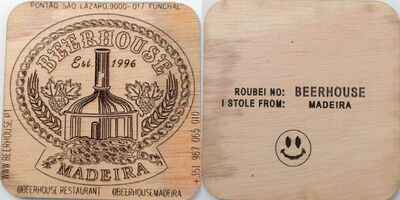 PONTÃO SÃO LÁZARO, 9000-017 FUNCHAL
BEERHOUSE
Est 1996
MADEIRA
WWW.BEERHOUSE.PT
+351 967 065 010
@BEERHOUSE RESTAURANT @BEERHOUSEMADEIRA
ROUBEI NO: BEERHOUSE
I STOLE FROM: MADEIRA